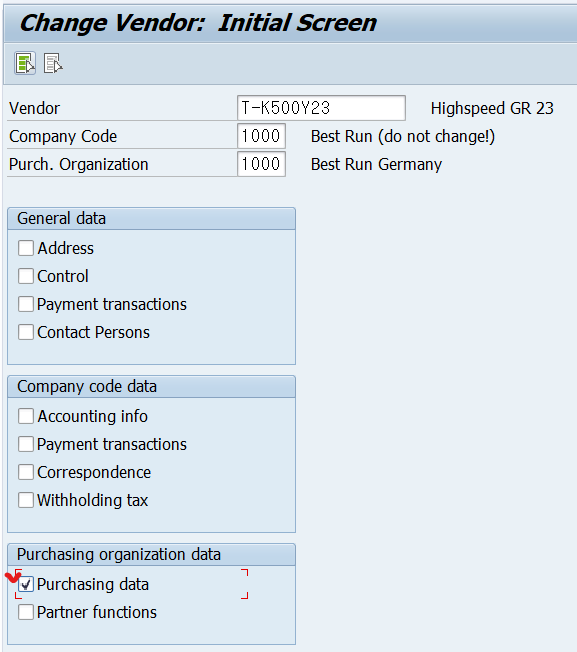 Change Vendor: Initial Screen
Vendor T-K500Y23 Highspeed GR 23
Company Code 1000 Best Run (do not change!)
Purch. Organization 1000 Best Run Germany
General data
Address
Control
Payment transactions
Contact Persons
Company code data
Accounting info
Payment transactions
Correspondence
Withholding tax
Purchasing organization data
Purchasing data
Partner functions